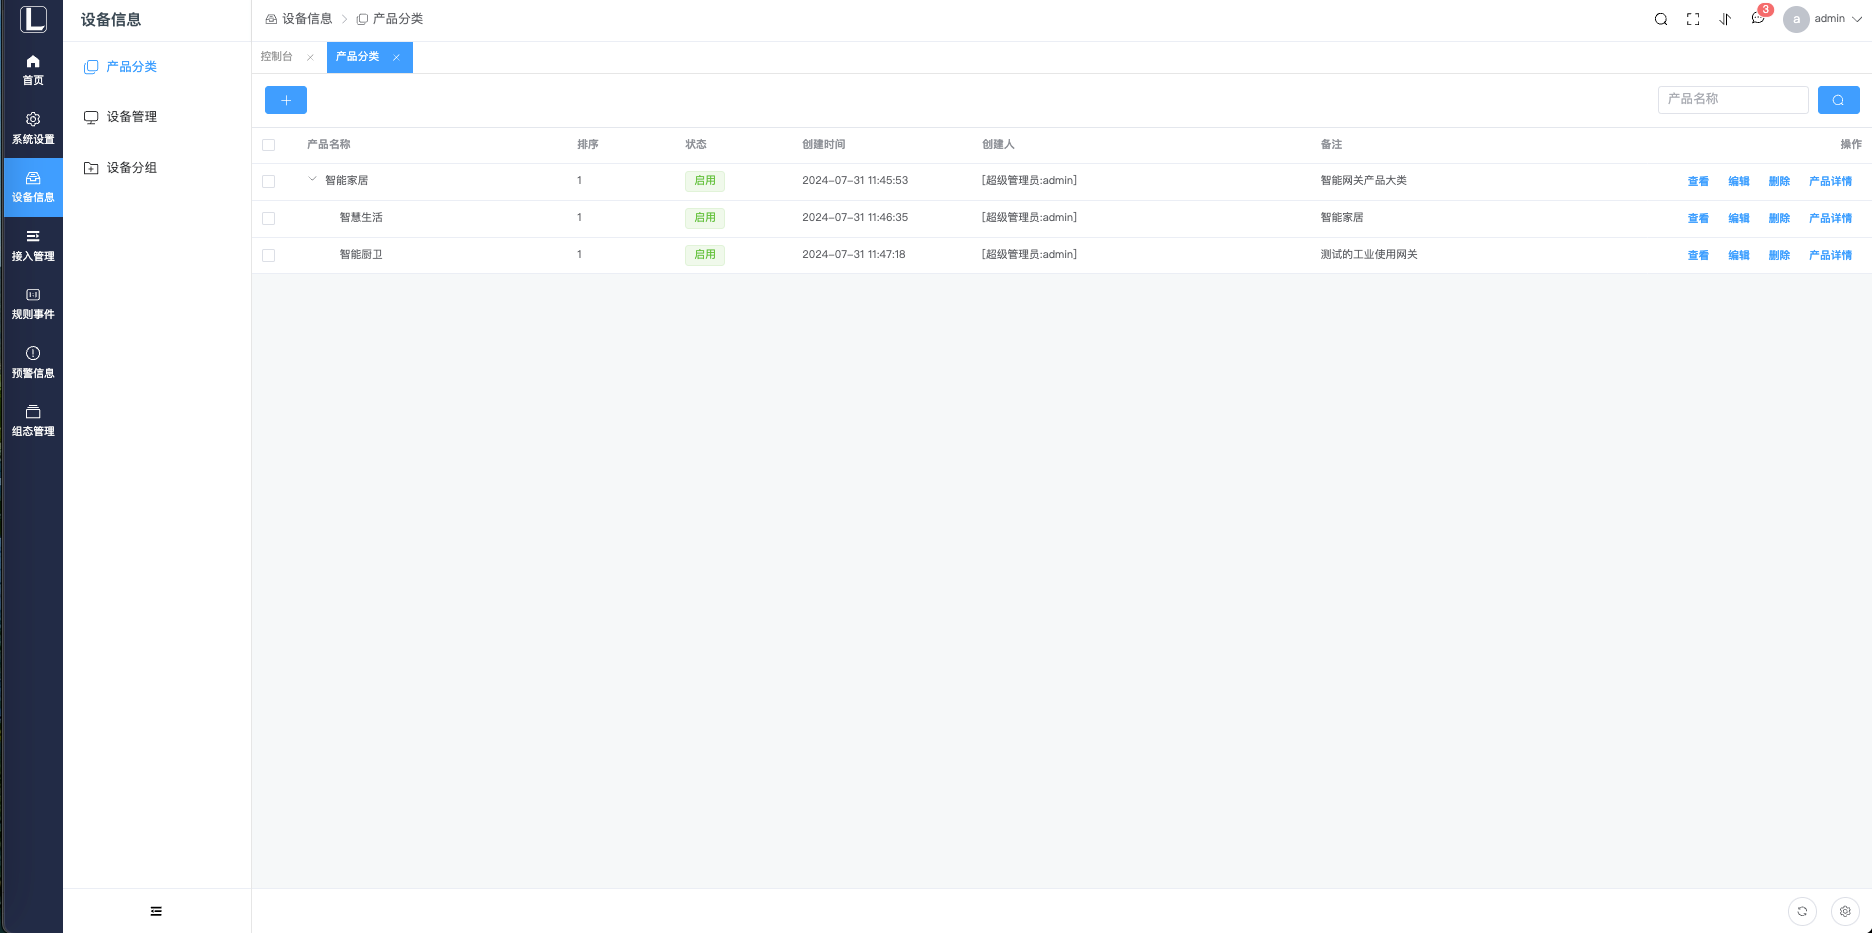 L
首页
系统设置
设备信息
接入管理
规则事件
预警信息
组态管理
设备信息
产品分类
设备管理
设备分组
设备信息 产品分类
3
a admin
控制台 产品分类
产品名称
产品名称 排序 状态 创建时间 创建人 备注 操作
智能家居 1 启用 2024-07-31 11:45:53 [超级管理员:admin] 智能网关产品大类 查看 编辑 删除 产品详情
智慧生活 1 启用 2024-07-31 11:46:35 [超级管理员:admin] 智能家居 查看 编辑 删除 产品详情
智能厨卫 1 启用 2024-07-31 11:47:18 [超级管理员:admin] 测试的工业使用网关 查看 编辑 删除 产品详情